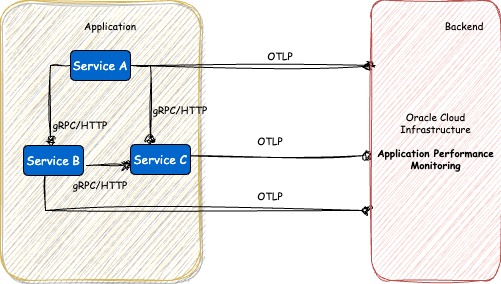 Application
Backend
Service A
OTLP
gRPC/HTTP
gRPC/HTTP
Oracle Cloud
Infrastructure
Application Performance
Monitoring
Service B
Service C
OTLP
gRPC/HTTP
OTLP